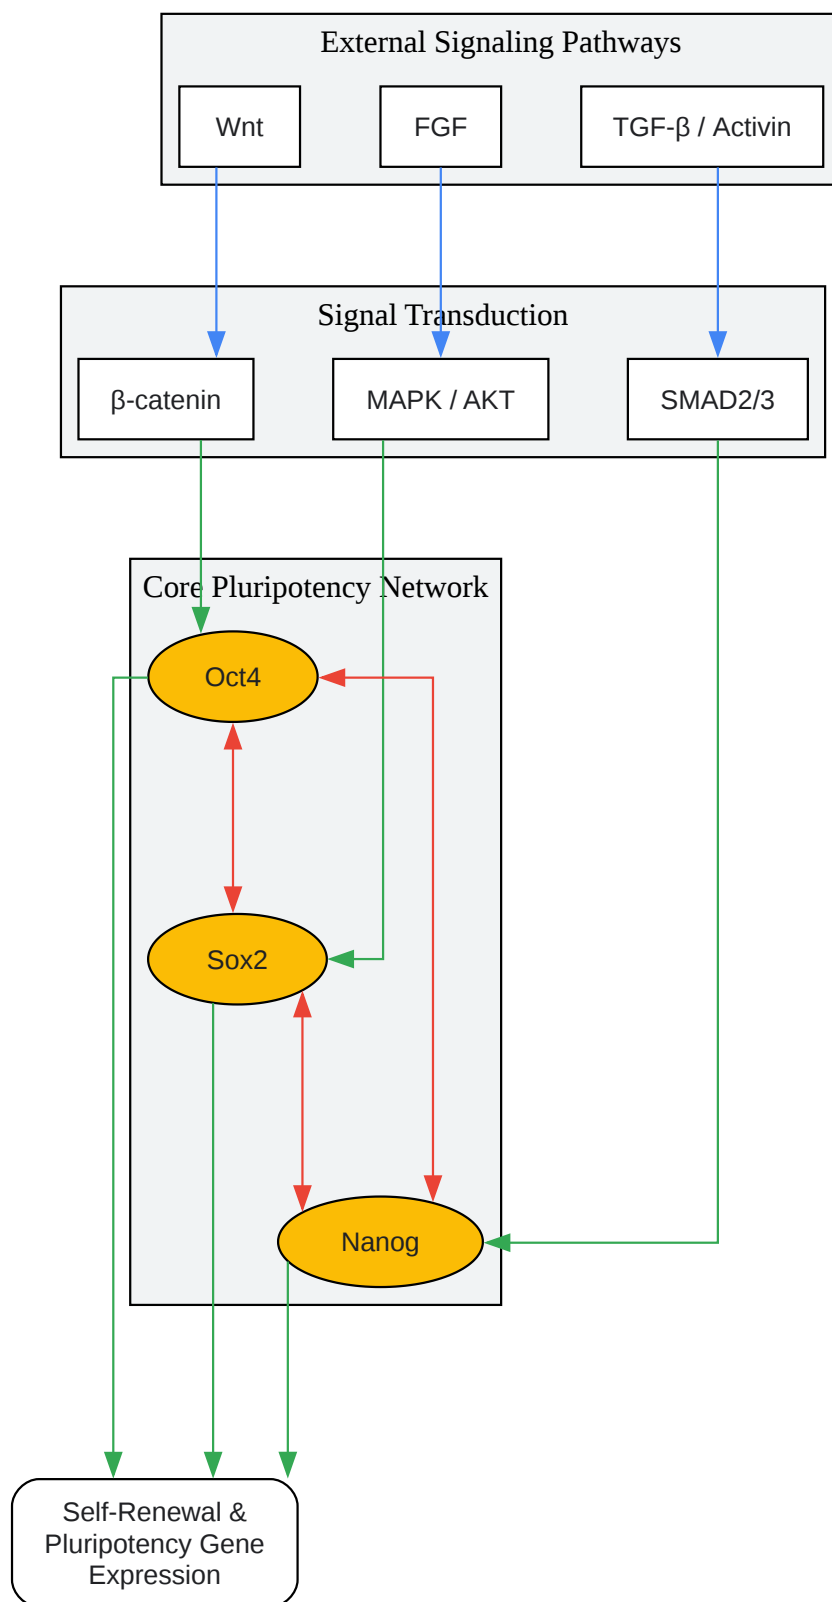 External Signaling Pathways
Wnt
FGF
TGF-β / Activin
Signal Transduction
β-catenin
MAPK / AKT
SMAD2/3
Core Pluripotency Network
Oct4
Sox2
Nanog
Self-Renewal &
Pluripotency Gene
Expression